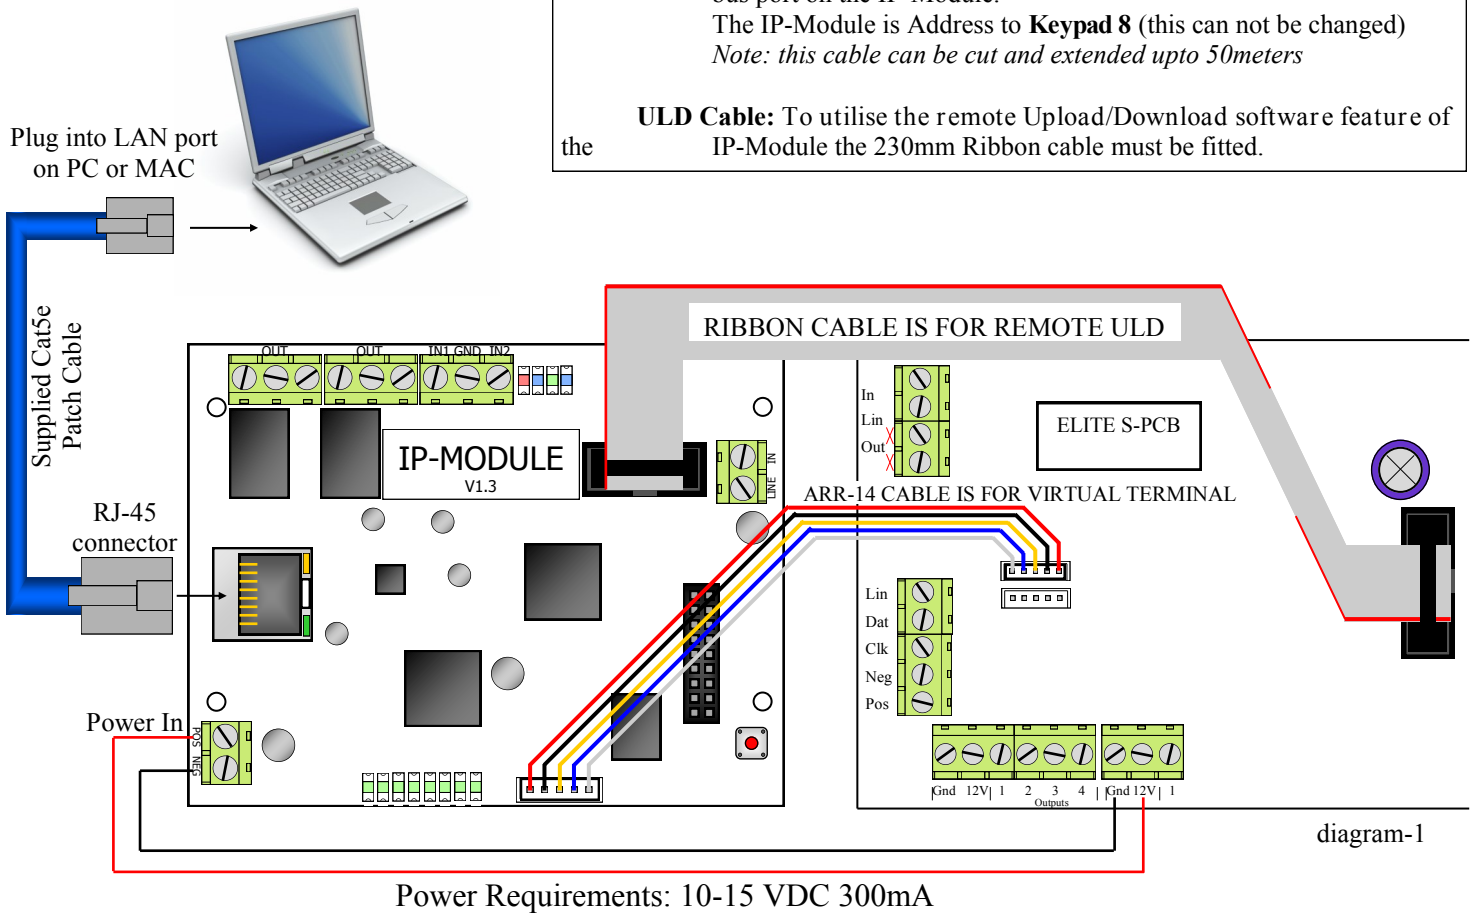 bus port on the IP-Module.
The IP-Module is Address to Keypad 8 (this can not be changed)
Note: this cable can be cut and extended upto 50meters
ULD Cable: To utilise the remote Upload/Download software feature of
the IP-Module the 230mm Ribbon cable must be fitted.
Plug into LAN port
on PC or MAC
Supplied Cat5e
Patch Cable
RIBBON CABLE IS FOR REMOTE ULD
OUT OUT IN1 GND IN2
IP-MODULE
V1.3
LINE IN
In
Lin
Out
ELITE S-PCB
ARR-14 CABLE IS FOR VIRTUAL TERMINAL
RJ-45
connector
Lin
Dat
Clk
Neg
Pos
Power In
POS NEG
Gnd 12V 1 2 3 4 Gnd 12V 1
Outputs
diagram-1
Power Requirements: 10-15 VDC 300mA